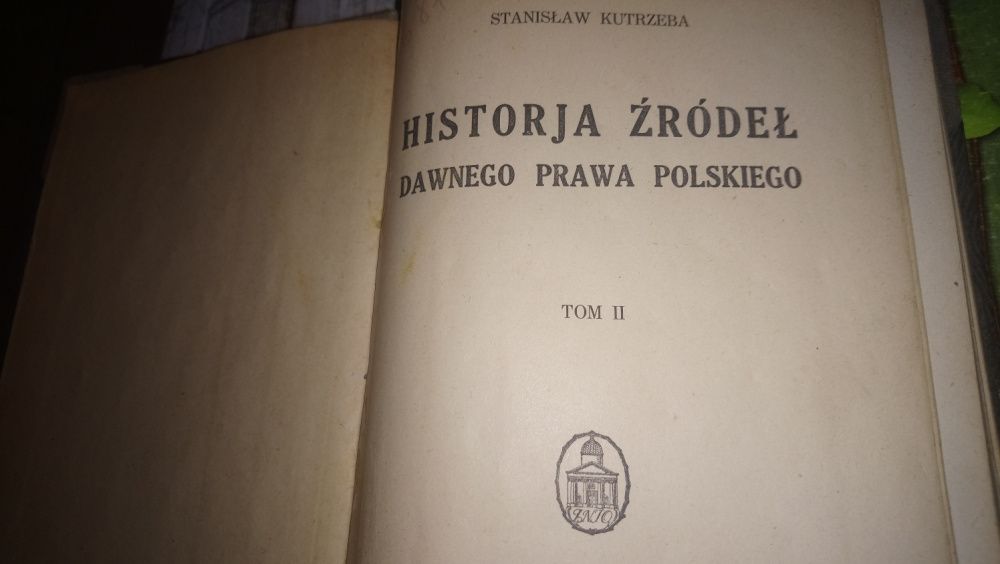 STANISŁAW KUTRZEBA
HISTORJA ŹRÓDEŁ
DAWNEGO PRAWA POLSKIEGO
TOM II